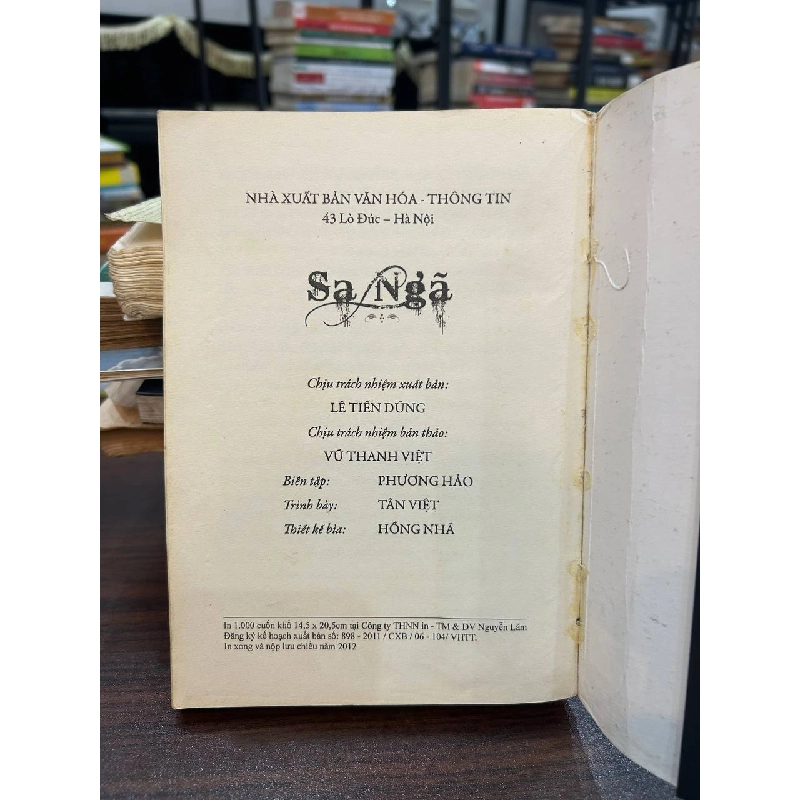 NHÀ XUẤT BẢN VĂN HÓA - THÔNG TIN
43 Lò Đúc – Hà Nội
Sa Ngã
Chịu trách nhiệm xuất bản:
LÊ TIẾN DŨNG
Chịu trách nhiệm bản thảo:
VŨ THANH VIỆT
Biên tập: PHƯƠNG HẢO
Trình bày: TÂN VIỆT
Thiết kế bìa: HỒNG NHÃ
In 1.000 cuốn khổ 14,5 x 20,5cm tại Công ty THNN in - TM & DV Nguyễn Lâm
Đăng ký kế hoạch xuất bản số: 898 - 2011 / CXB / 06 - 104/ VHTT.
In xong và nộp lưu chiểu năm 2012